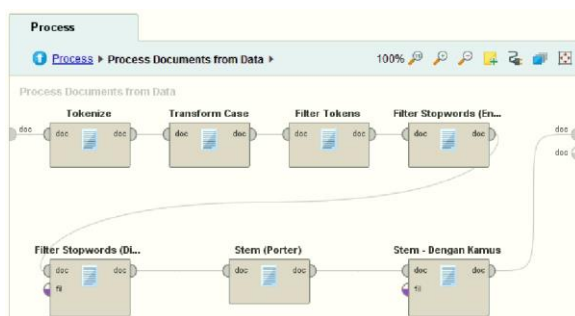 Process
Process ▸ Process Documents from Data ▸
100%
Process Documents from Data
Tokenize Transform Case Filter Tokens Filter Stopwords (En...
doc doc doc doc doc doc doc doc doc doc
doc
Filter Stopwords (Di... Stem (Porter) Stem - Dengan Kamus
doc doc doc doc doc doc
fil fil